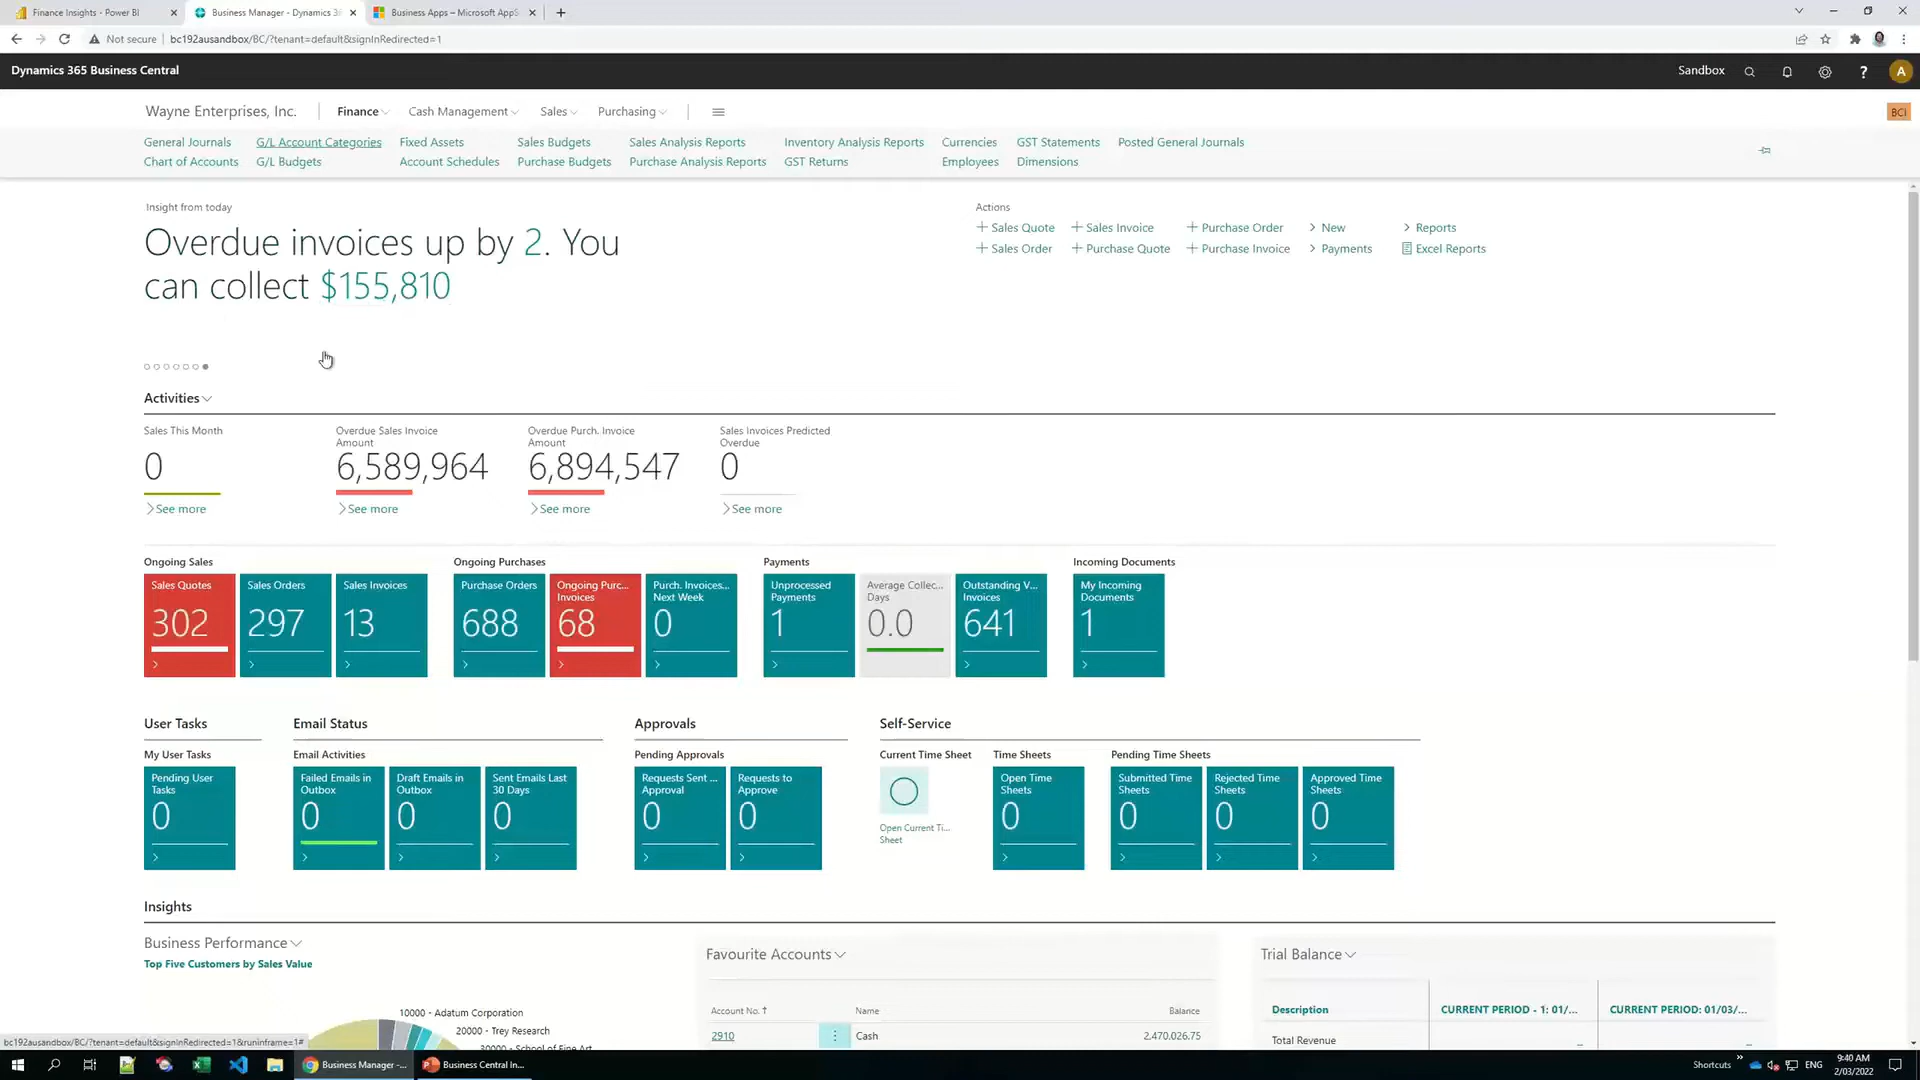 Finance Insights - Power BI
Business Manager - Dynamics 3
Business Apps – Microsoft AppS
Not secure
bc192ausandbox/BC/?tenant=default&signInRedirected=1
Dynamics 365 Business Central
Sandbox
A
Wayne Enterprises, Inc.
Finance
Cash Management
Sales
Purchasing
BCI
General Journals
G/L Account Categories
Fixed Assets
Sales Budgets
Sales Analysis Reports
Inventory Analysis Reports
Currencies
GST Statements
Posted General Journals
Chart of Accounts
G/L Budgets
Account Schedules
Purchase Budgets
Purchase Analysis Reports
GST Returns
Employees
Dimensions
Insight from today
Overdue invoices up by 2. You
can collect $155,810
Actions
Sales Quote
Sales Invoice
Purchase Order
New
Reports
Sales Order
Purchase Quote
Purchase Invoice
Payments
Excel Reports
Activities
Sales This Month
0
See more
Overdue Sales Invoice
Amount
6,589,964
See more
Overdue Purch. Invoice
Amount
6,894,547
See more
Sales Invoices Predicted
Overdue
0
See more
Ongoing Sales
Sales Quotes
302
Sales Orders
297
Sales Invoices
13
Ongoing Purchases
Purchase Orders
688
Ongoing Purc...
Invoices
68
Purch. Invoices...
Next Week
0
Payments
Unprocessed
Payments
1
Average Collec...
Days
0.0
Outstanding V...
Invoices
641
Incoming Documents
My Incoming
Documents
1
User Tasks
My User Tasks
Pending User
Tasks
0
Email Status
Email Activities
Failed Emails in
Outbox
0
Draft Emails in
Outbox
0
Sent Emails Last
30 Days
0
Approvals
Pending Approvals
Requests Sent ...
Approval
0
Requests to
Approve
0
Self-Service
Current Time Sheet
Open Current Ti...
Sheet
Time Sheets
Open Time
Sheets
0
Pending Time Sheets
Submitted Time
Sheets
0
Rejected Time
Sheets
0
Approved Time
Sheets
0
Insights
Business Performance
Top Five Customers by Sales Value
10000 - Adatum Corporation
20000 - Trey Research
30000 - School of Fine Art
Favourite Accounts
Account No. ↑
Name
Balance
2910
Cash
2,470,026.75
Trial Balance
Description
CURRENT PERIOD - 1: 01/...
CURRENT PERIOD: 01/03/...
Total Revenue
bc192ausandbox/BC/?tenant=default&signInRedirected=1&runinframe=1#
Business Manager -...
Business Central In...
Shortcuts
ENG
9:40 AM
2/03/2022